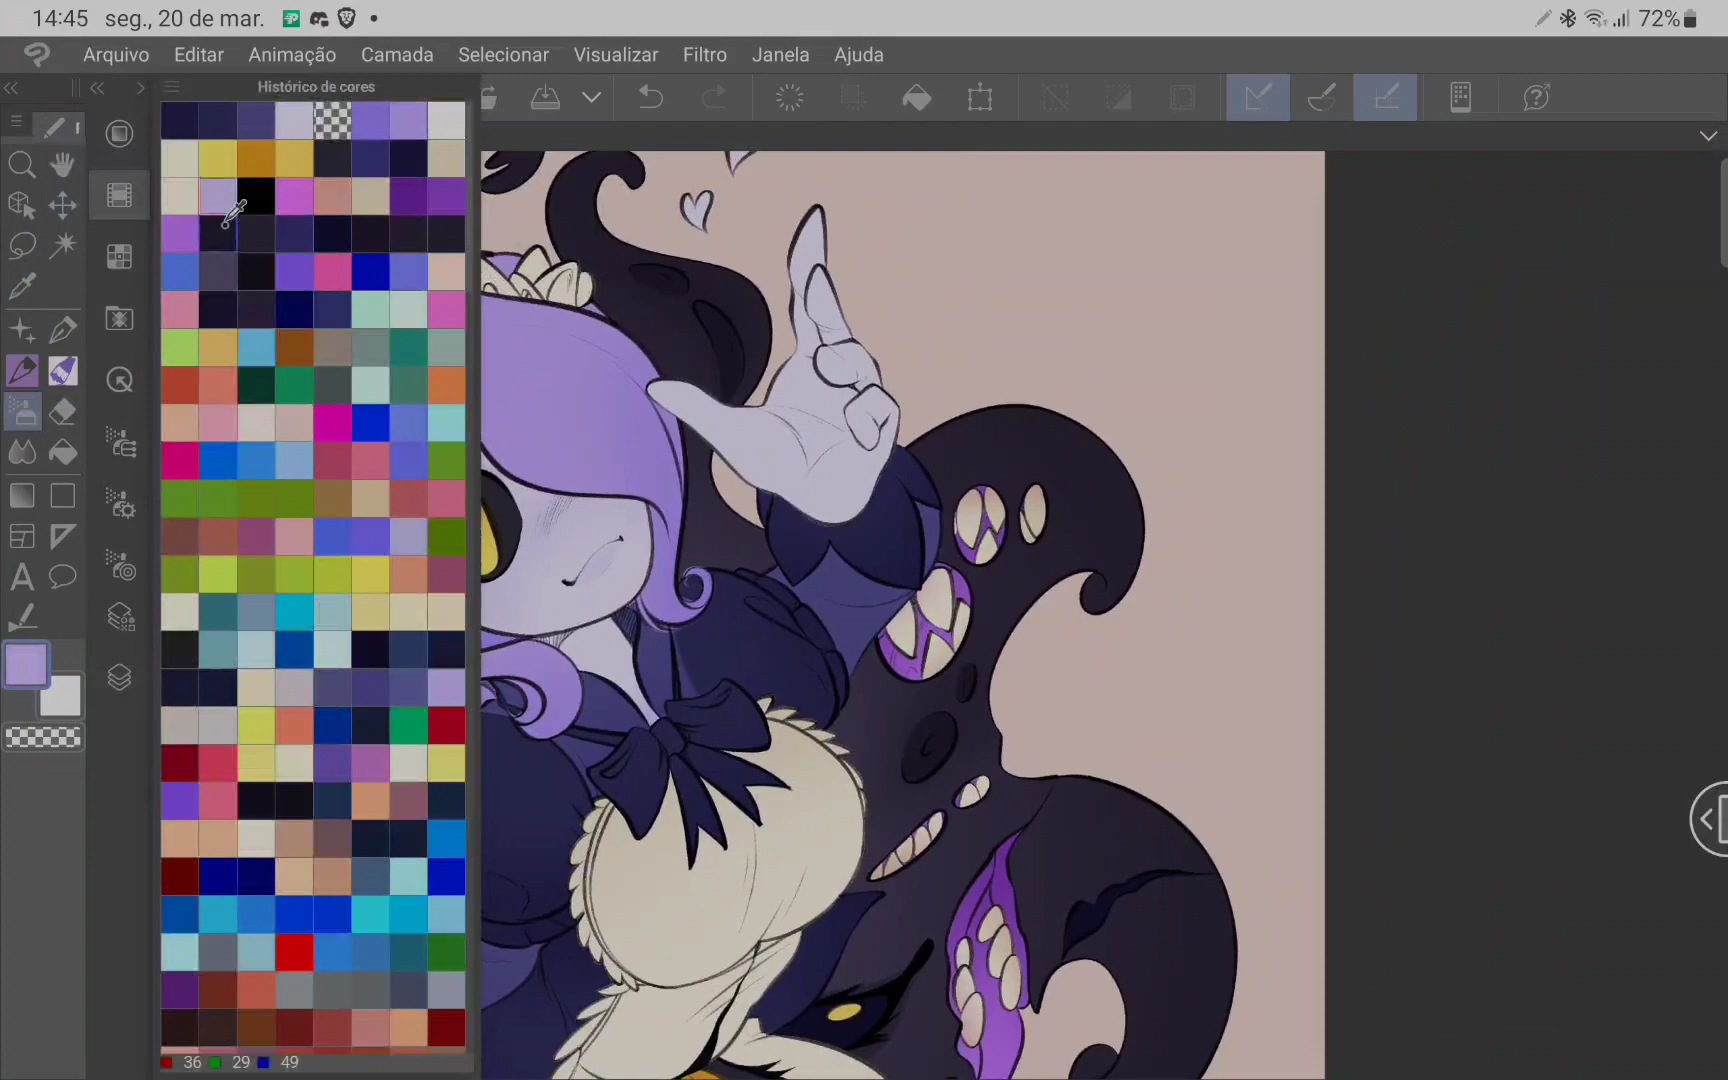 14:45 seg., 20 de mar. 72%
Arquivo Editar Animação Camada Selecionar Visualizar Filtro Janela Ajuda
Histórico de cores
36 29 49